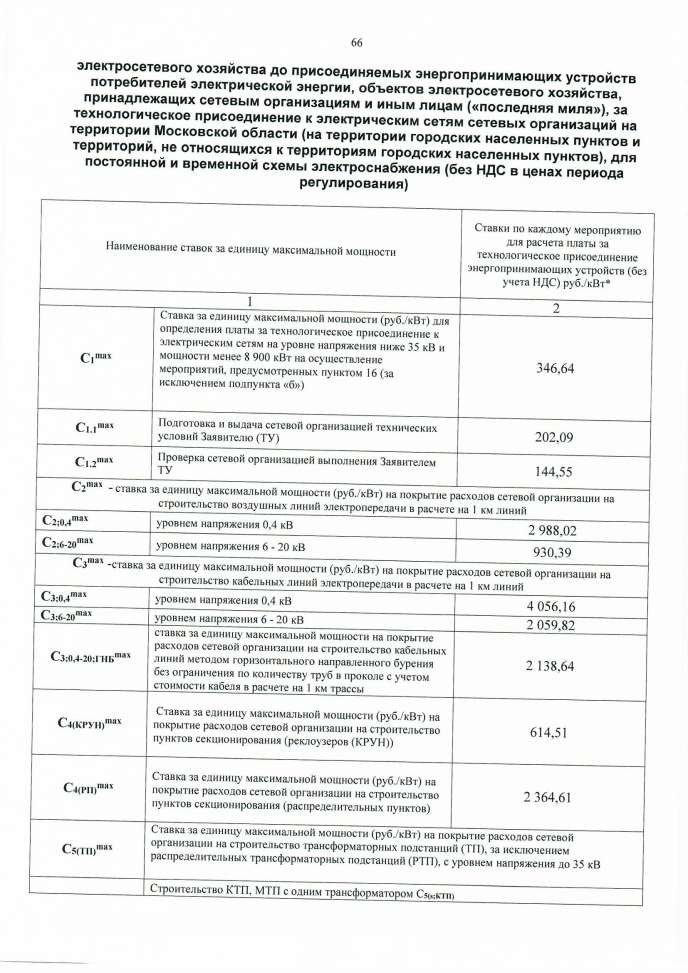 66
электросетевого хозяйства до присоединяемых энергопринимающих устройств
потребителей электрической энергии, объектов электросетевого хозяйства,
принадлежащих сетевым организациям и иным лицам («последняя миля»), за
технологическое присоединение к электрическим сетям сетевых организаций на
территории Московской области (на территории городских населенных пунктов и
территорий, не относящихся к территориям городских населенных пунктов), для
постоянной и временной схемы электроснабжения (без НДС в ценах периода
регулирования)
Наименование ставок за единицу максимальной мощности
Ставки по каждому мероприятию
для расчета платы за
технологическое присоединение
энергопринимающих устройств (без
учета НДС) руб./кВт*
1
2
C1max
Ставка за единицу максимальной мощности (руб./кВт) для
определения платы за технологическое присоединение к
электрическим сетям на уровне напряжения ниже 35 кВ и
мощности менее 8 900 кВт на осуществление
мероприятий, предусмотренных пунктом 16 (за
исключением подпункта «б»)
346,64
C1.1max
Подготовка и выдача сетевой организацией технических
условий Заявителю (ТУ)
202,09
C1.2max
Проверка сетевой организацией выполнения Заявителем
ТУ
144,55
C2max - ставка за единицу максимальной мощности (руб./кВт) на покрытие расходов сетевой организации на
строительство воздушных линий электропередачи в расчете на 1 км линий
C2;0,4max
уровнем напряжения 0,4 кВ
2 988,02
C2;6-20max
уровнем напряжения 6 - 20 кВ
930,39
C3max -ставка за единицу максимальной мощности (руб./кВт) на покрытие расходов сетевой организации на
строительство кабельных линий электропередачи в расчете на 1 км линий
C3;0,4max
уровнем напряжения 0,4 кВ
4 056,16
C3;6-20max
уровнем напряжения 6 - 20 кВ
2 059,82
C3;0,4-20;ГНБmax
ставка за единицу максимальной мощности на покрытие
расходов сетевой организации на строительство кабельных
линий методом горизонтального направленного бурения
без ограничения по количеству труб в проколе с учетом
стоимости кабеля в расчете на 1 км трассы
2 138,64
C4(КРУН)max
Ставка за единицу максимальной мощности (руб./кВт) на
покрытие расходов сетевой организации на строительство
пунктов секционирования (реклоузеров (КРУН))
614,51
C4(РП)max
Ставка за единицу максимальной мощности (руб./кВт) на
покрытие расходов сетевой организации на строительство
пунктов секционирования (распределительных пунктов)
2 364,61
C5(ТП)max
Ставка за единицу максимальной мощности (руб./кВт) на покрытие расходов сетевой
организации на строительство трансформаторных подстанций (ТП), за исключением
распределительных трансформаторных подстанций (РТП), с уровнем напряжения до 35 кВ
Строительство КТП, МТП с одним трансформатором C5(s;КТП)